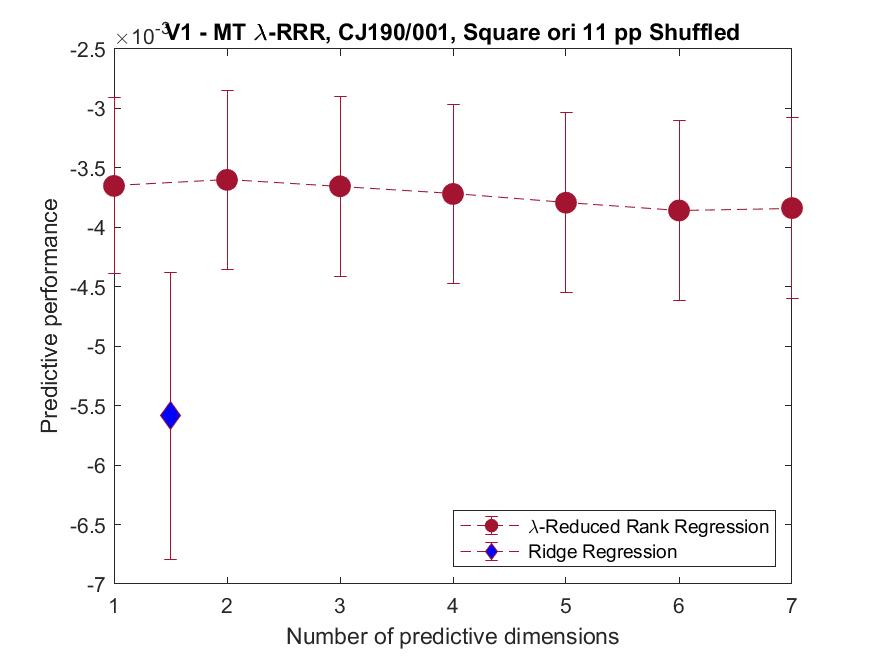 ×10-3
V1 - MT λ-RRR, CJ190/001, Square ori 11 pp Shuffled
-2.5
-3
-3.5
-4
-4.5
-5
-5.5
-6
-6.5
-7
Predictive performance
λ-Reduced Rank Regression
Ridge Regression
1 2 3 4 5 6 7
Number of predictive dimensions